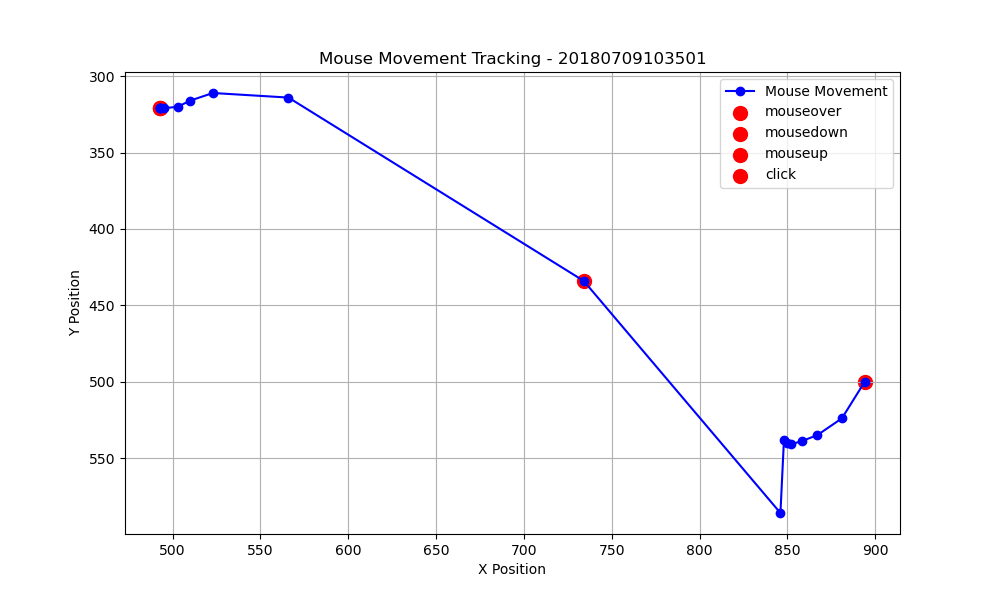 Mouse Movement Tracking - 20180709103501
Mouse Movement
mouseover
mousedown
mouseup
click
Y Position
300
350
400
450
500
550
500 550 600 650 700 750 800 850 900
X Position